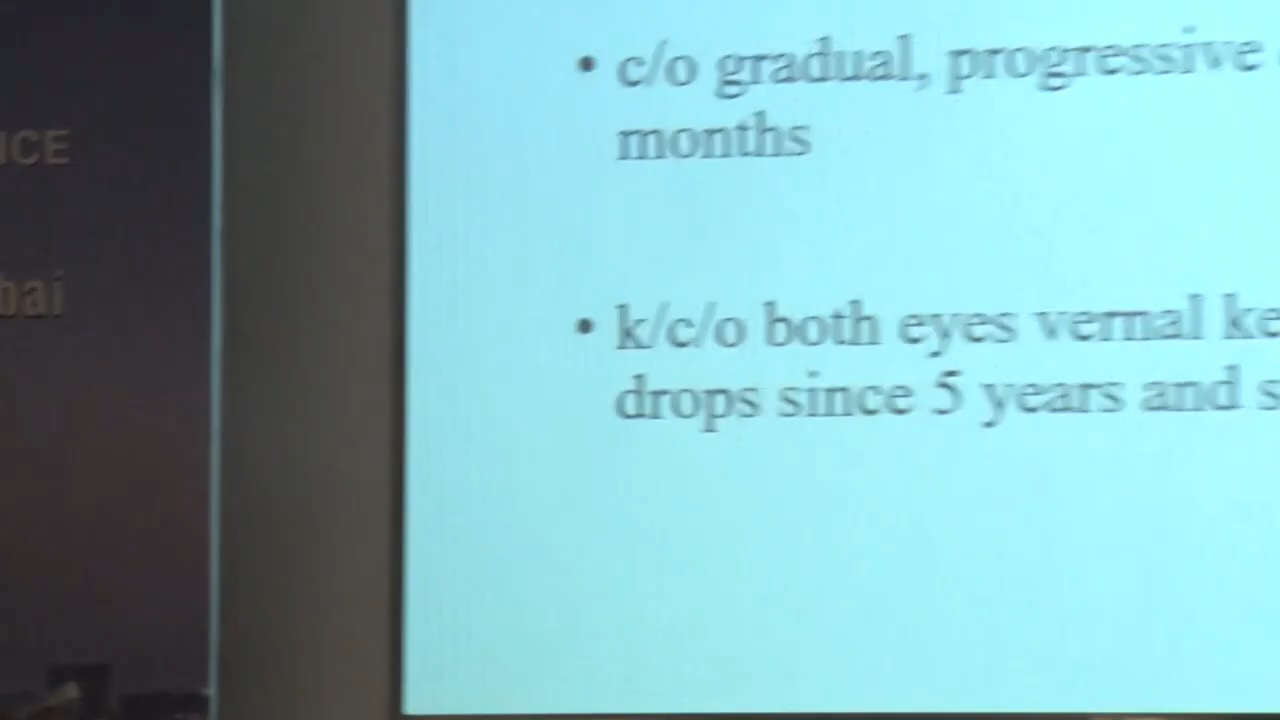 • c/o gradual, progressive
months
• k/c/o both eyes vernal ke
drops since 5 years and s
ICE
bai